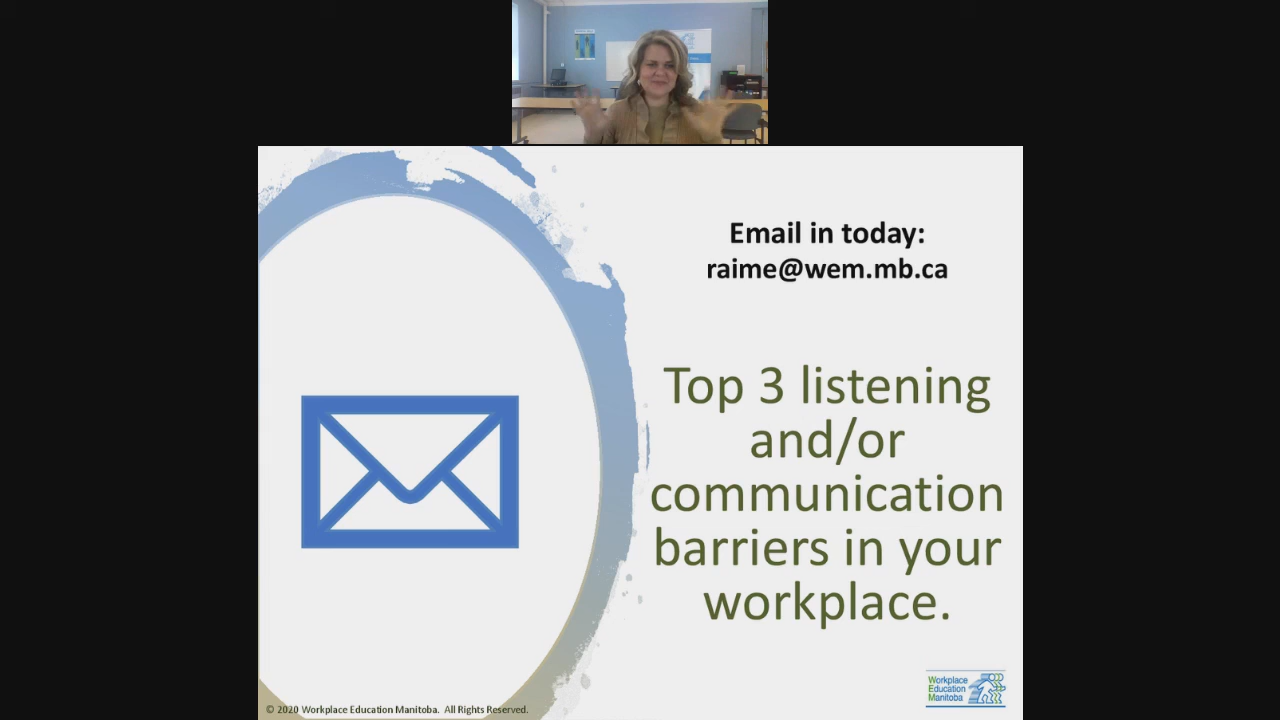 Email in today:
raime@wem.mb.ca
Top 3 listening
and/or
communication
barriers in your
workplace.
Workplace
Education
Manitoba
© 2020 Workplace Education Manitoba. All Rights Reserved.